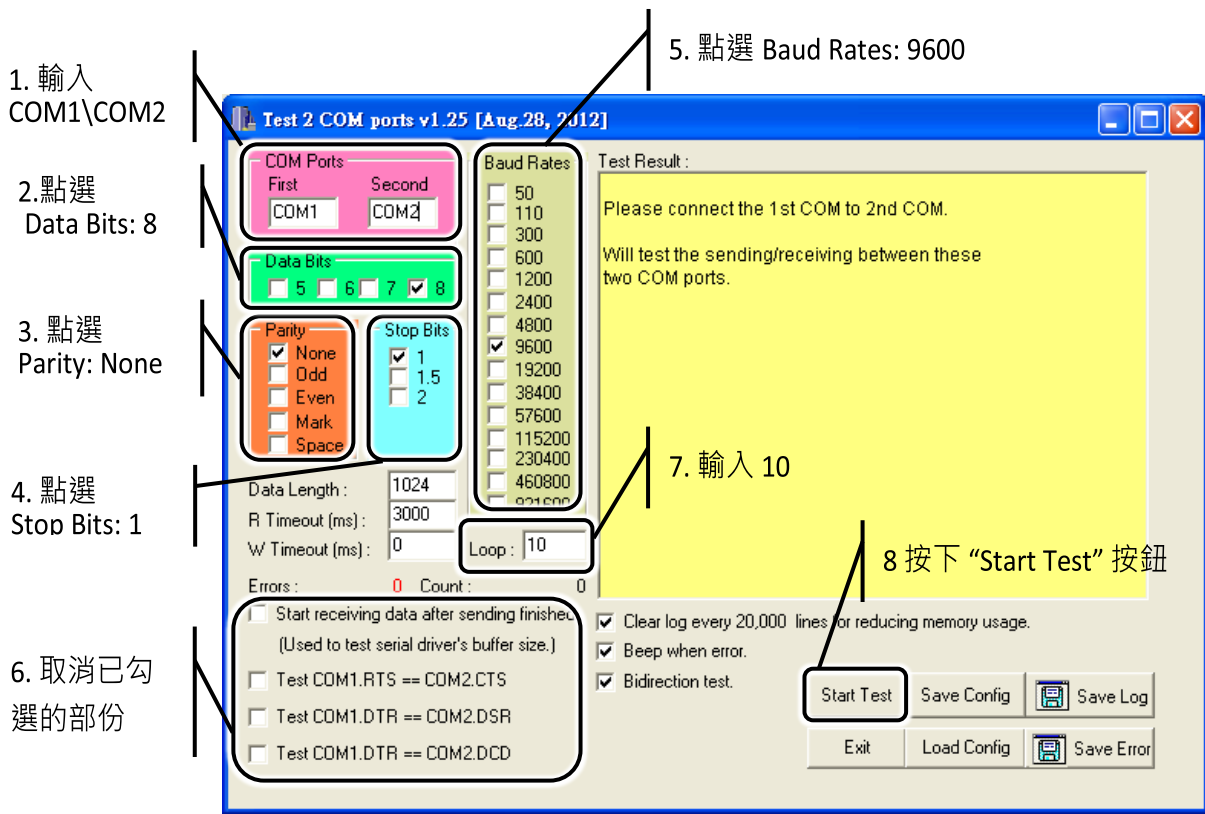 5. 點選 Baud Rates: 9600
1. 輸入
COM1\COM2
2.點選
Data Bits: 8
3. 點選
Parity: None
4. 點選
Stop Bits: 1
6. 取消已勾
選的部份
7. 輸入 10
8 按下 “Start Test” 按鈕
Test 2 COM ports v1.25 [Aug.28, 2012]
COM Ports
First Second
COM1 COM2
Data Bits
5 6 7 8
Parity
None
Odd
Even
Mark
Space
Stop Bits
1
1.5
2
Baud Rates
50
110
300
600
1200
2400
4800
9600
19200
38400
57600
115200
230400
460800
921600
Data Length : 1024
R Timeout (ms) : 3000
W Timeout (ms) : 0
Loop : 10
Errors : 0 Count : 0
Start receiving data after sending finished
(Used to test serial driver's buffer size.)
Test COM1.RTS == COM2.CTS
Test COM1.DTR == COM2.DSR
Test COM1.DTR == COM2.DCD
Test Result :
Please connect the 1st COM to 2nd COM.
Will test the sending/receiving between these
two COM ports.
Clear log every 20,000 lines for reducing memory usage.
Beep when error.
Bidirection test.
Start Test Save Config Save Log
Exit Load Config Save Error